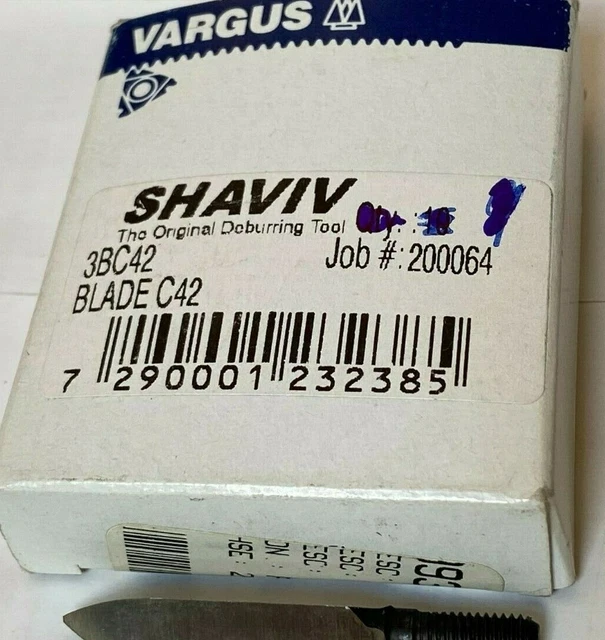 VARGUS
SHAVIV
The Original Deburring Tool
3BC42
Job #: 200064
BLADE C42
7 290001 232385